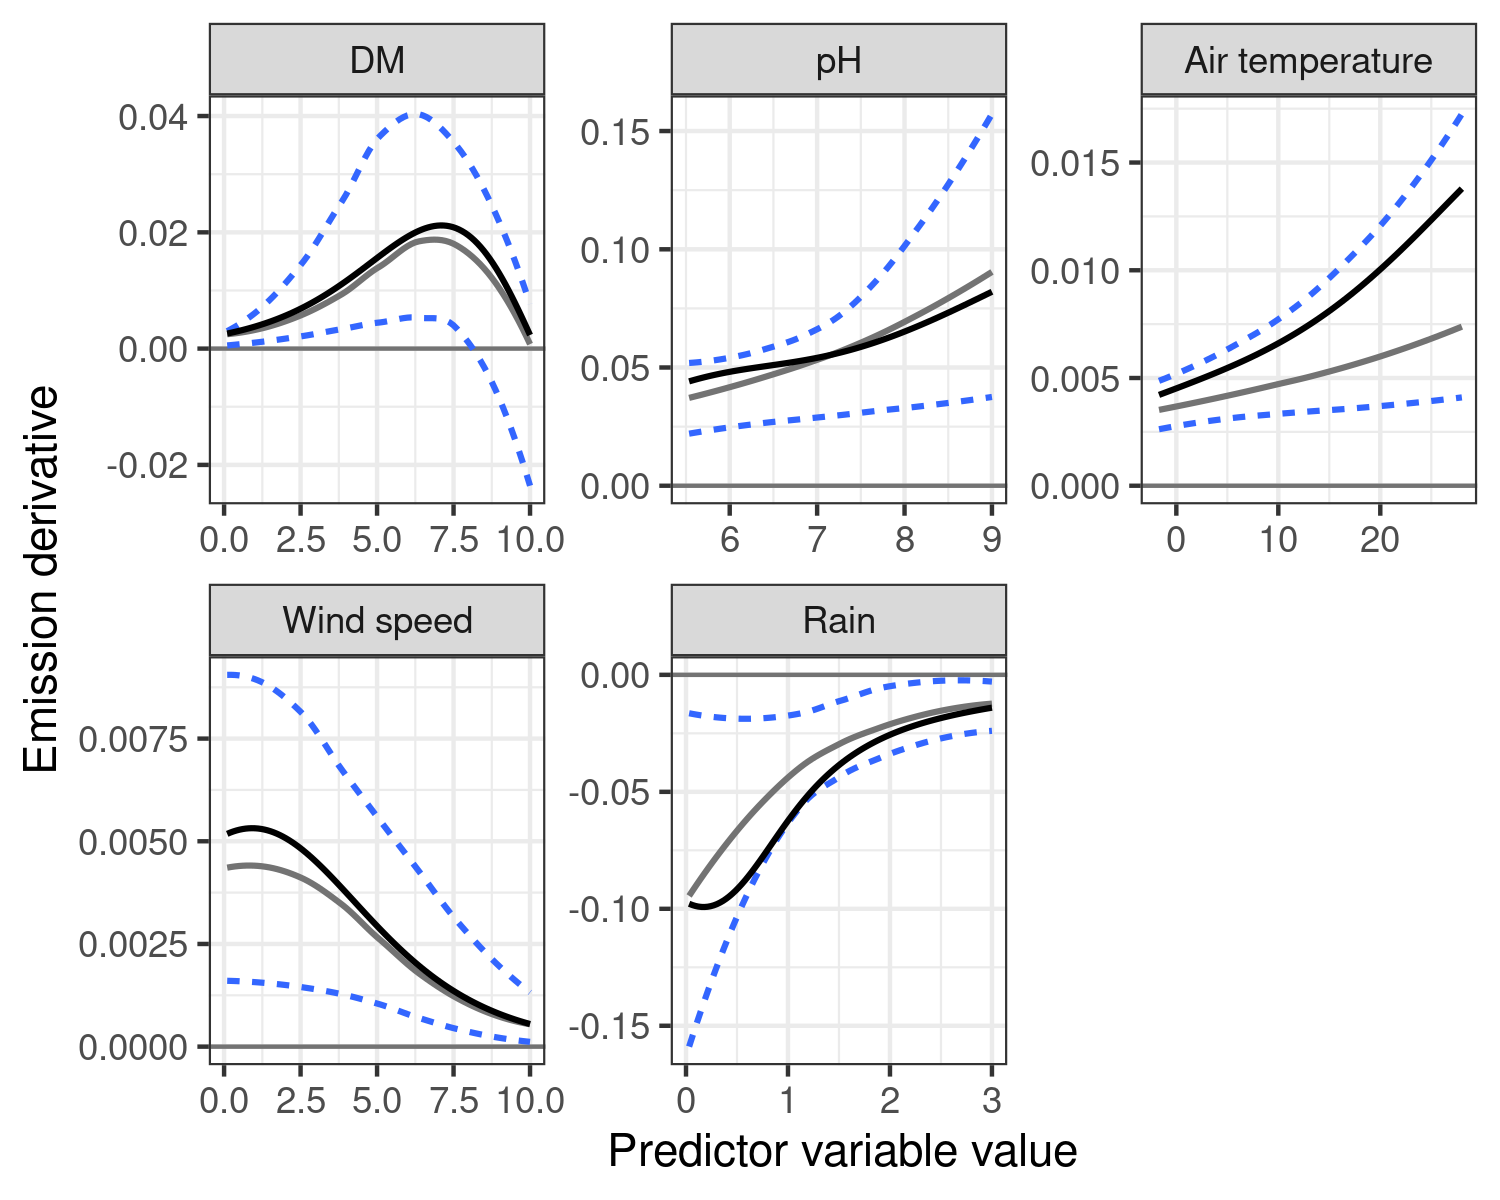 DM
pH
Air temperature
0.04
0.02
0.00
-0.02
0.15
0.10
0.05
0.00
0.015
0.010
0.005
0.000
0.0 2.5 5.0 7.5 10.0
6 7 8 9
0 10 20
Emission derivative
Wind speed
Rain
0.0075
0.0050
0.0025
0.0000
0.00
-0.05
-0.10
-0.15
0.0 2.5 5.0 7.5 10.0
0 1 2 3
Predictor variable value